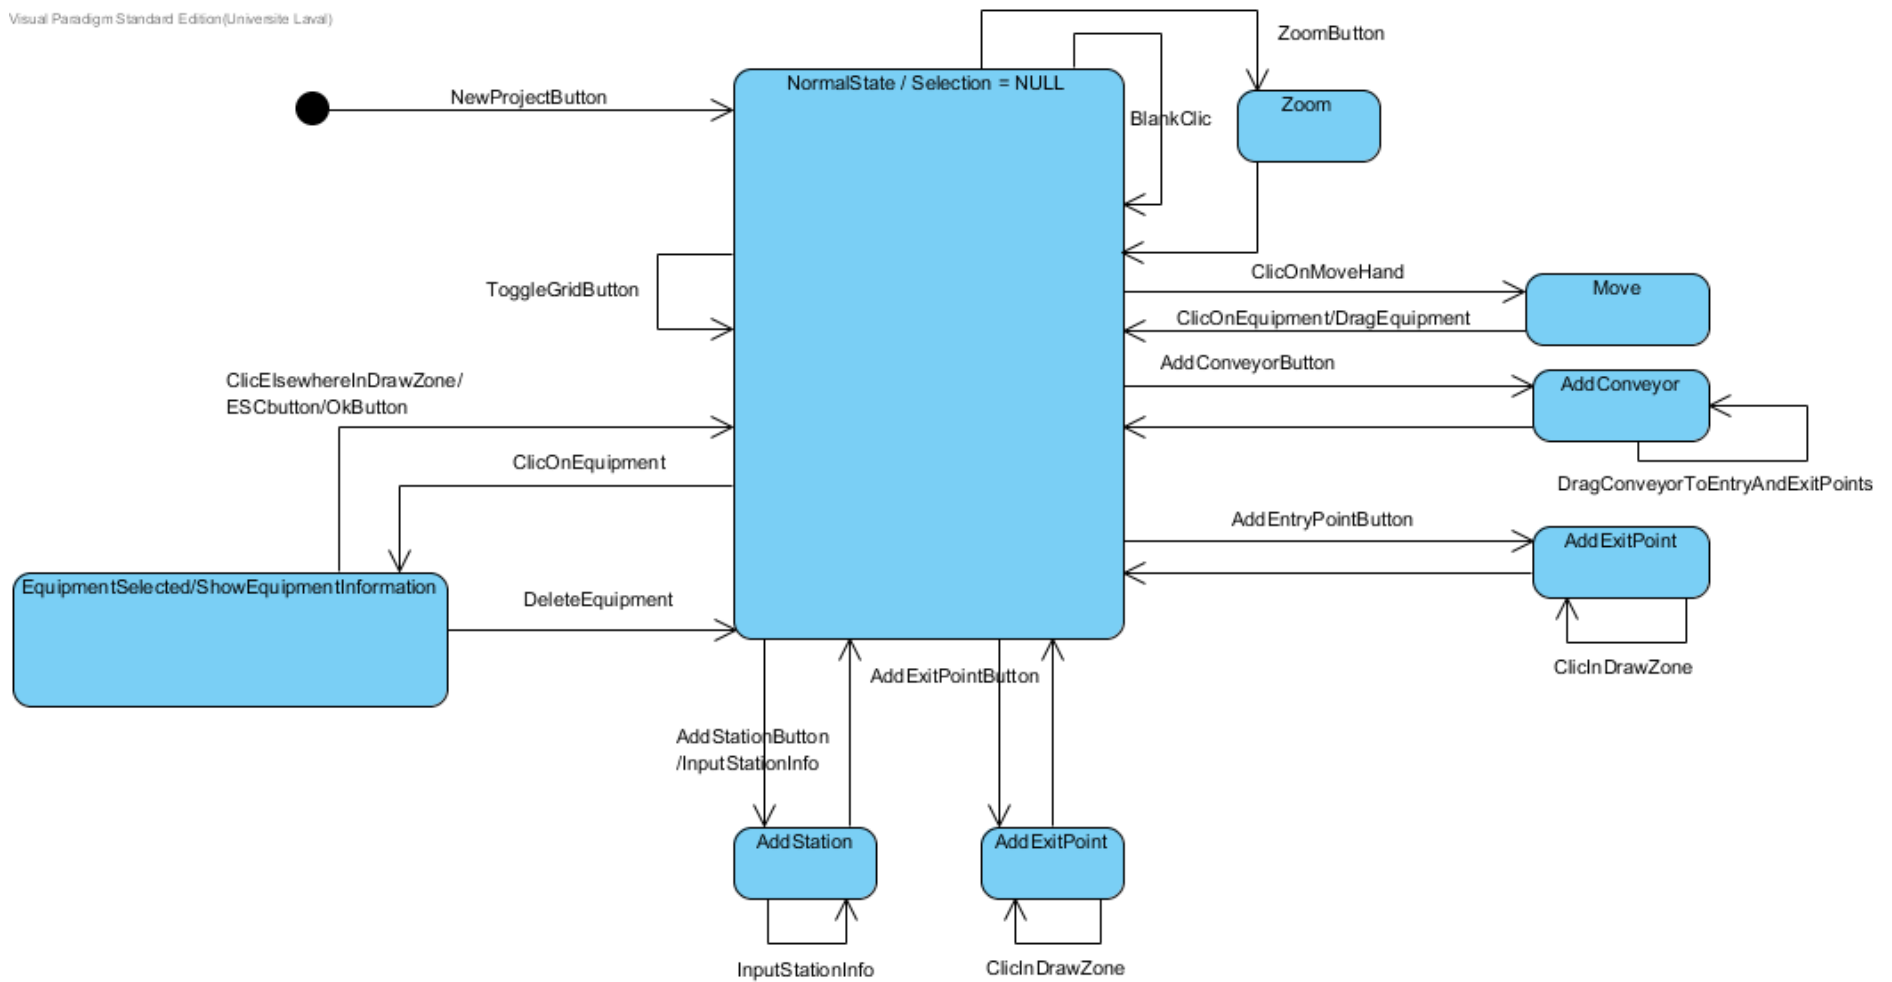 Visual Paradigm Standard Edition(Universite Laval)
ZoomButton
NormalState / Selection = NULL
NewProjectButton
Zoom
BlankClic
ClicOnMoveHand
ToggleGridButton
Move
ClicOnEquipment/DragEquipment
AddConveyorButton
ClicElsewhereInDrawZone/
ESCbutton/OkButton
AddConveyor
ClicOnEquipment
DragConveyorToEntryAndExitPoints
AddEntryPointButton
AddExitPoint
EquipmentSelected/ShowEquipmentInformation
DeleteEquipment
ClicInDrawZone
AddExitPointButton
AddStationButton
/InputStationInfo
AddStation
AddExitPoint
InputStationInfo
ClicInDrawZone